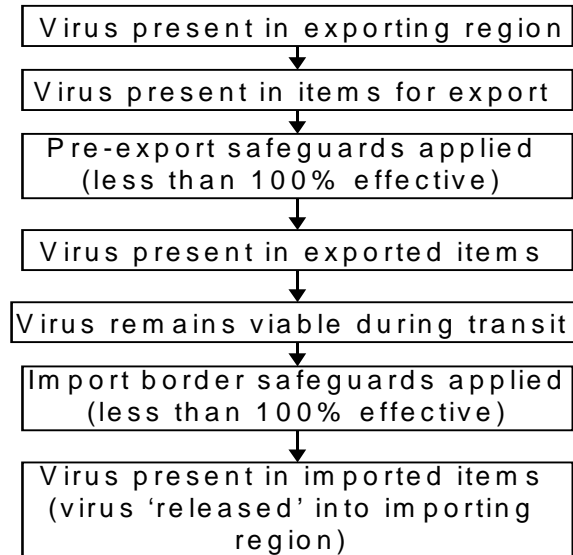 Virus present in exporting region
Virus present in items for export
Pre-export safeguards applied
(less than 100% effective)
Virus present in exported items
Virus remains viable during transit
Import border safeguards applied
(less than 100% effective)
Virus present in imported items
(virus ‘released’ into importing
region)